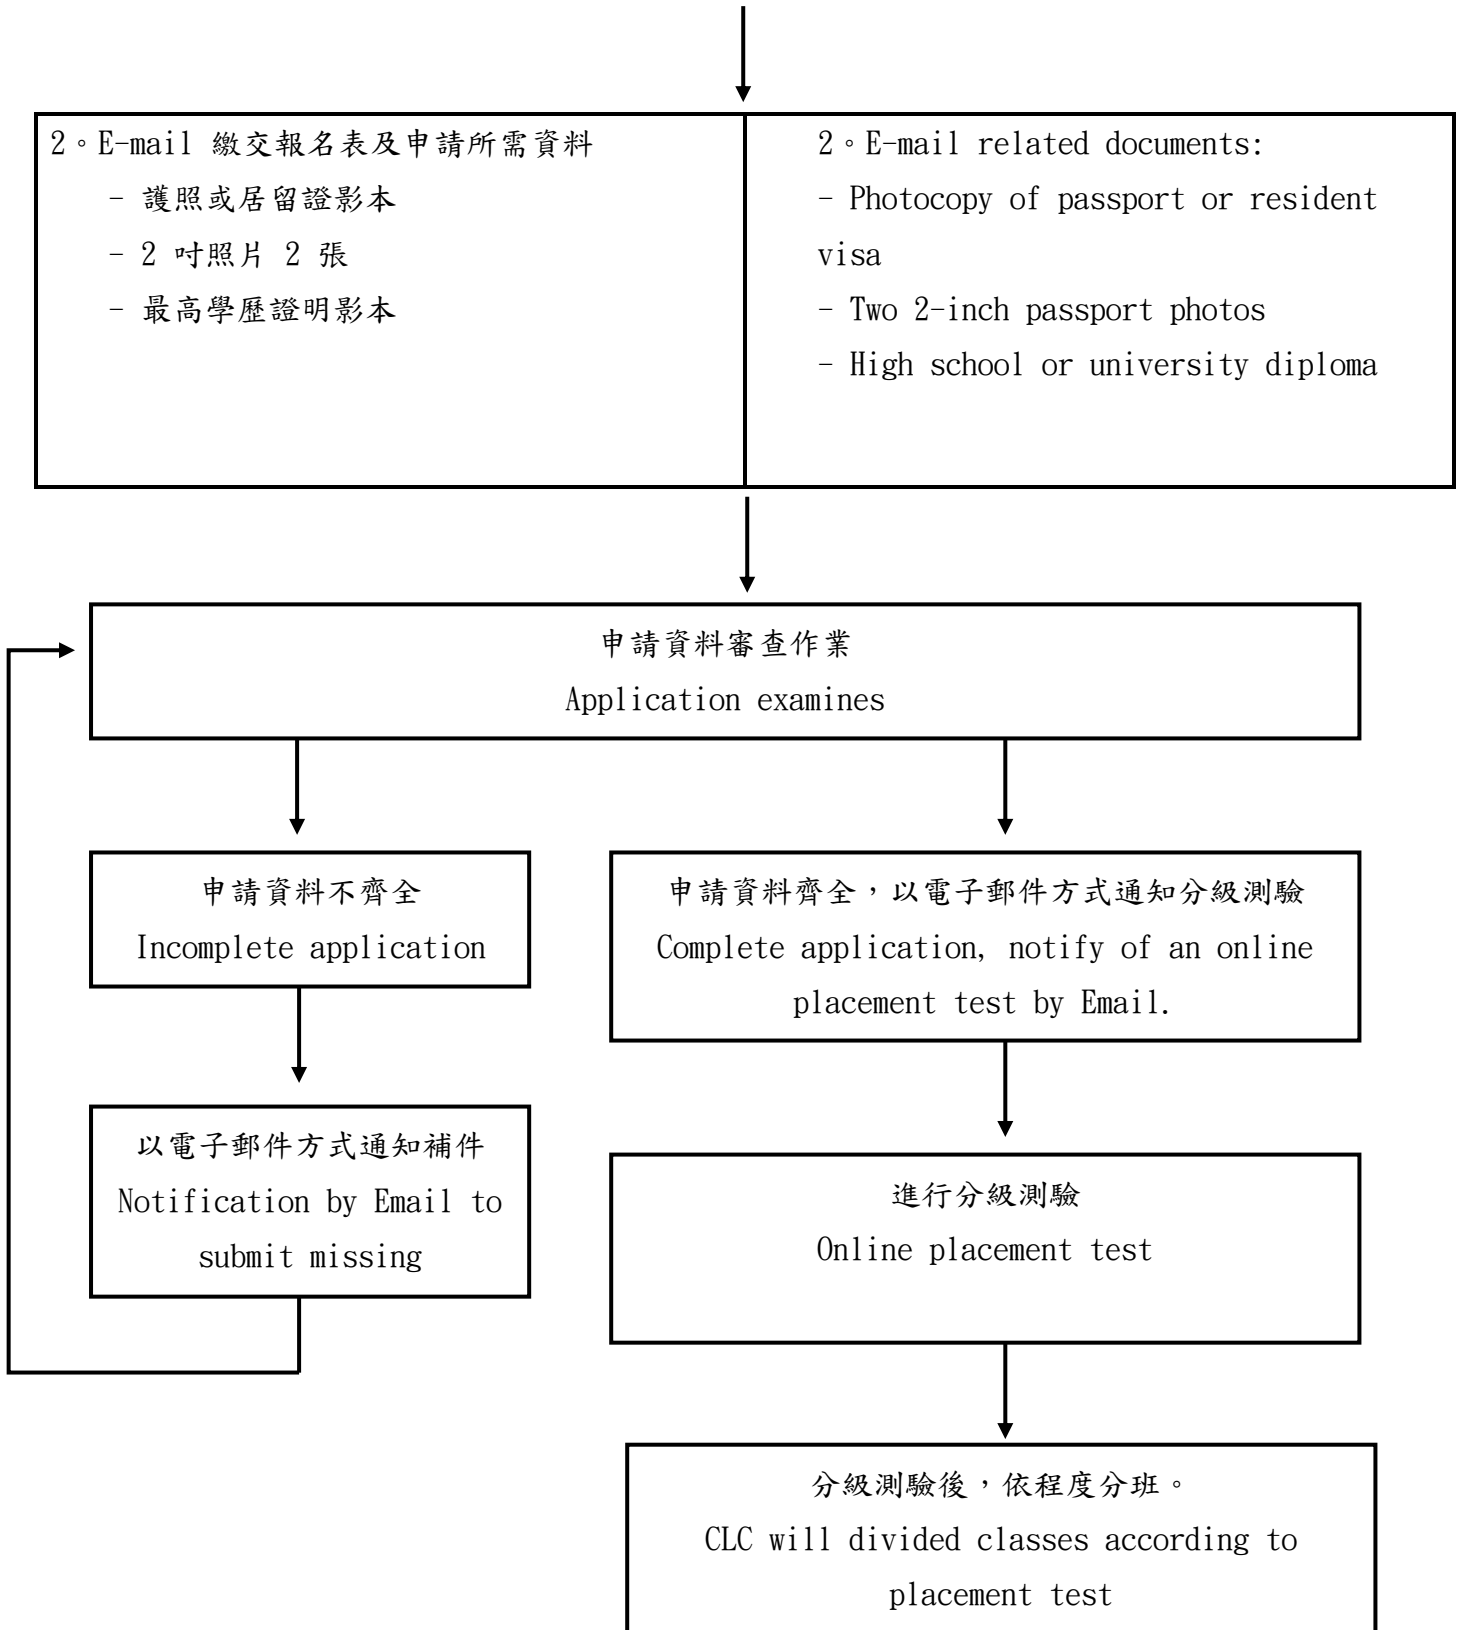 2。E-mail 繳交報名表及申請所需資料
- 護照或居留證影本
- 2 吋照片 2 張
- 最高學歷證明影本
2。E-mail related documents:
- Photocopy of passport or resident
visa
- Two 2-inch passport photos
- High school or university diploma
申請資料審查作業
Application examines
申請資料不齊全
Incomplete application
申請資料齊全，以電子郵件方式通知分級測驗
Complete application, notify of an online
placement test by Email.
以電子郵件方式通知補件
Notification by Email to
submit missing
進行分級測驗
Online placement test
分級測驗後，依程度分班。
CLC will divided classes according to
placement test